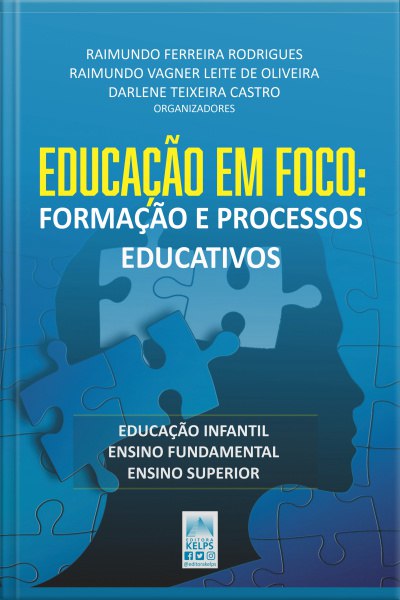 RAIMUNDO FERREIRA RODRIGUES
RAIMUNDO VAGNER LEITE DE OLIVEIRA
DARLENE TEIXEIRA CASTRO
ORGANIZADORES
EDUCAÇÃO EM FOCO:
FORMAÇÃO E PROCESSOS
EDUCATIVOS
EDUCAÇÃO INFANTIL
ENSINO FUNDAMENTAL
ENSINO SUPERIOR
EDITORA
KELPS
@editorakelps